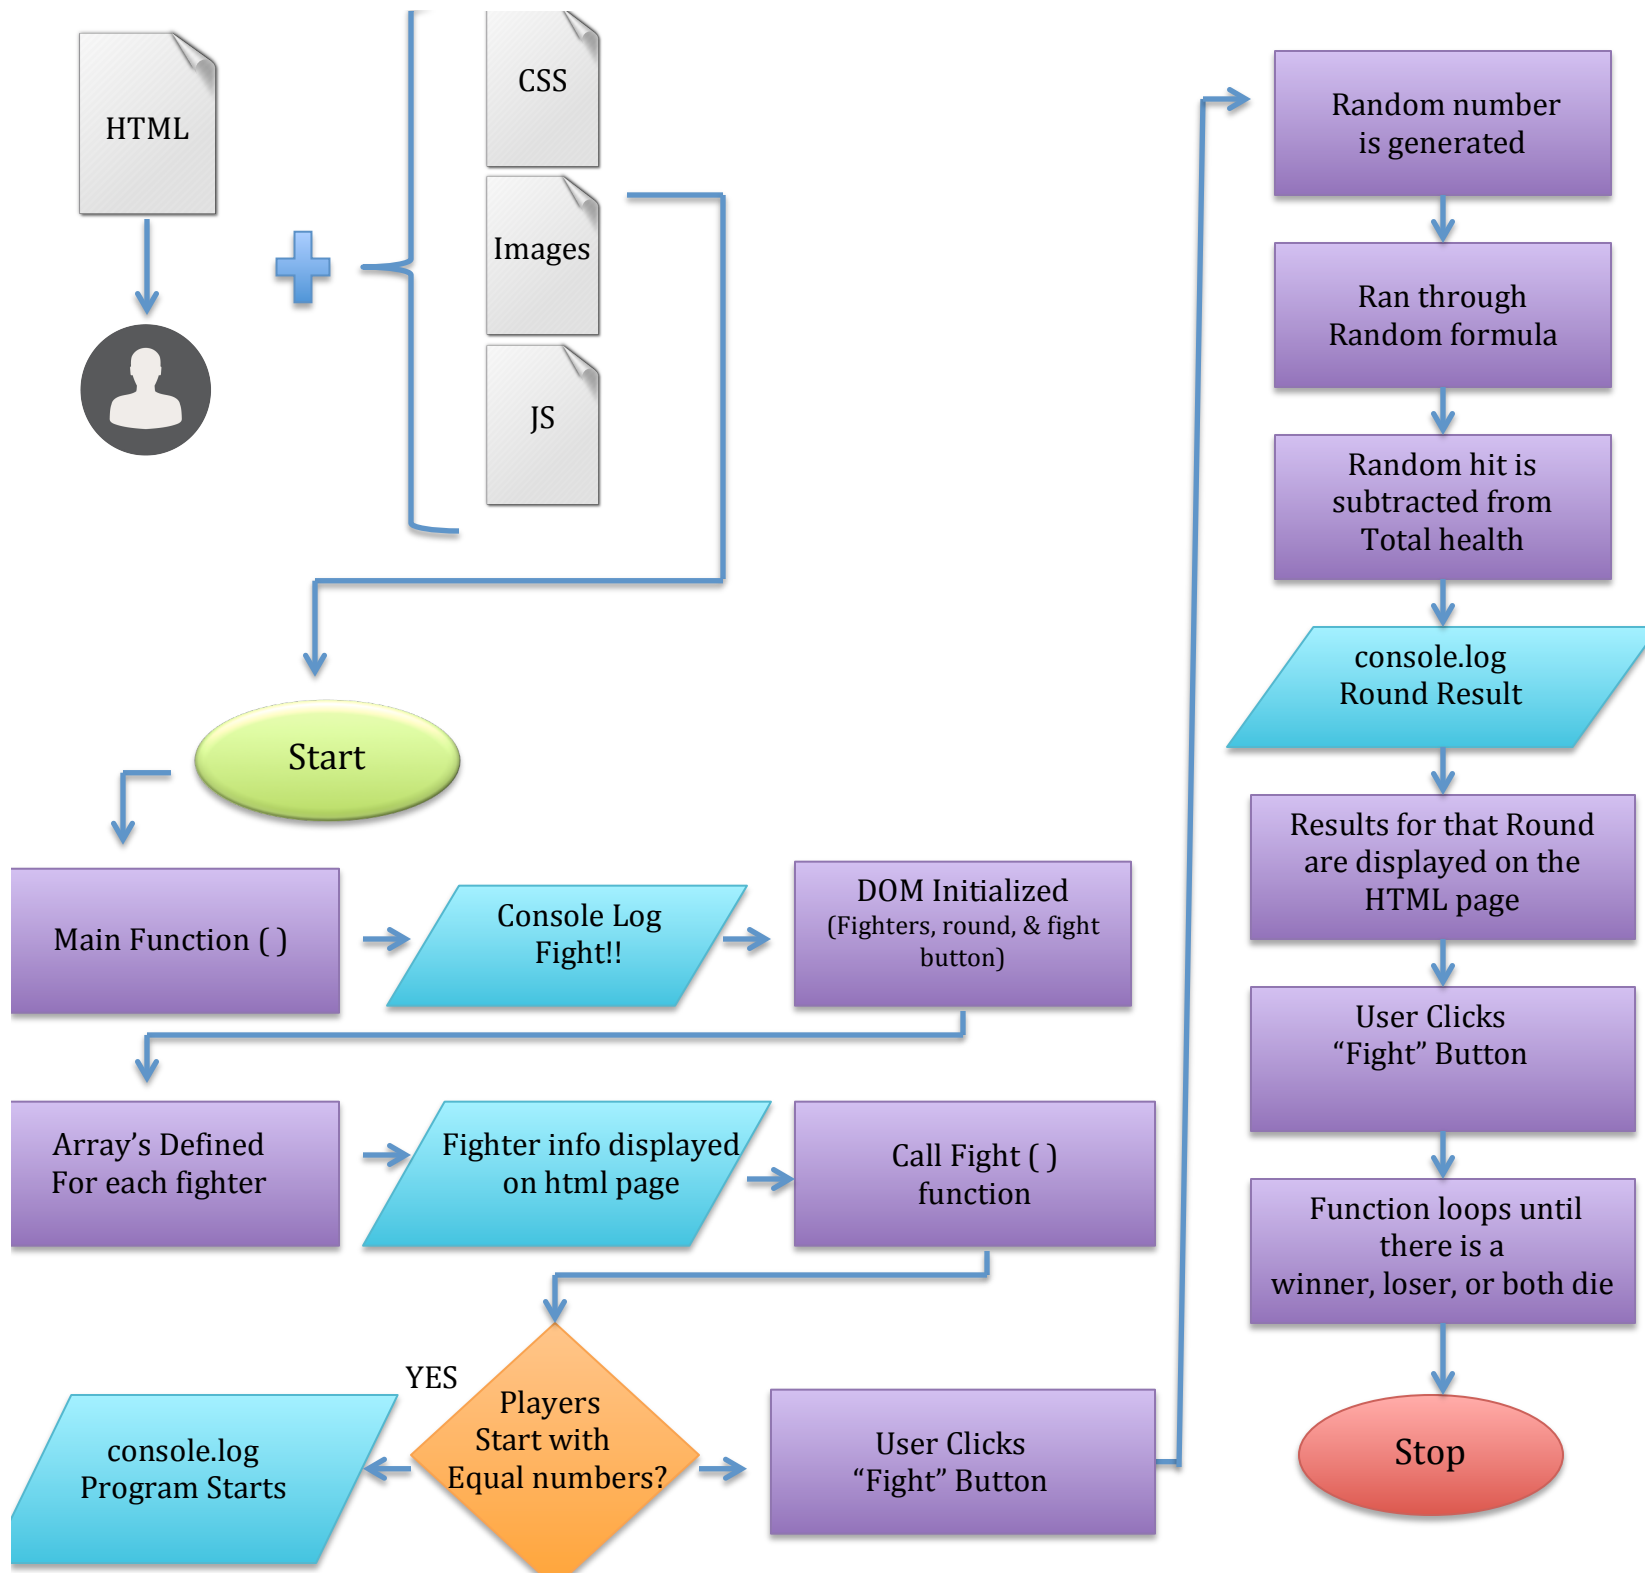 HTML
CSS
Images
JS
Start
Main Function ( )
Console Log
Fight!!
DOM Initialized
(Fighters, round, & fight
button)
Array’s Defined
For each fighter
Fighter info displayed
on html page
Call Fight ( )
function
YES
Players
Start with
Equal numbers?
console.log
Program Starts
User Clicks
“Fight” Button
Random number
is generated
Ran through
Random formula
Random hit is
subtracted from
Total health
console.log
Round Result
Results for that Round
are displayed on the
HTML page
User Clicks
“Fight” Button
Function loops until
there is a
winner, loser, or both die
Stop